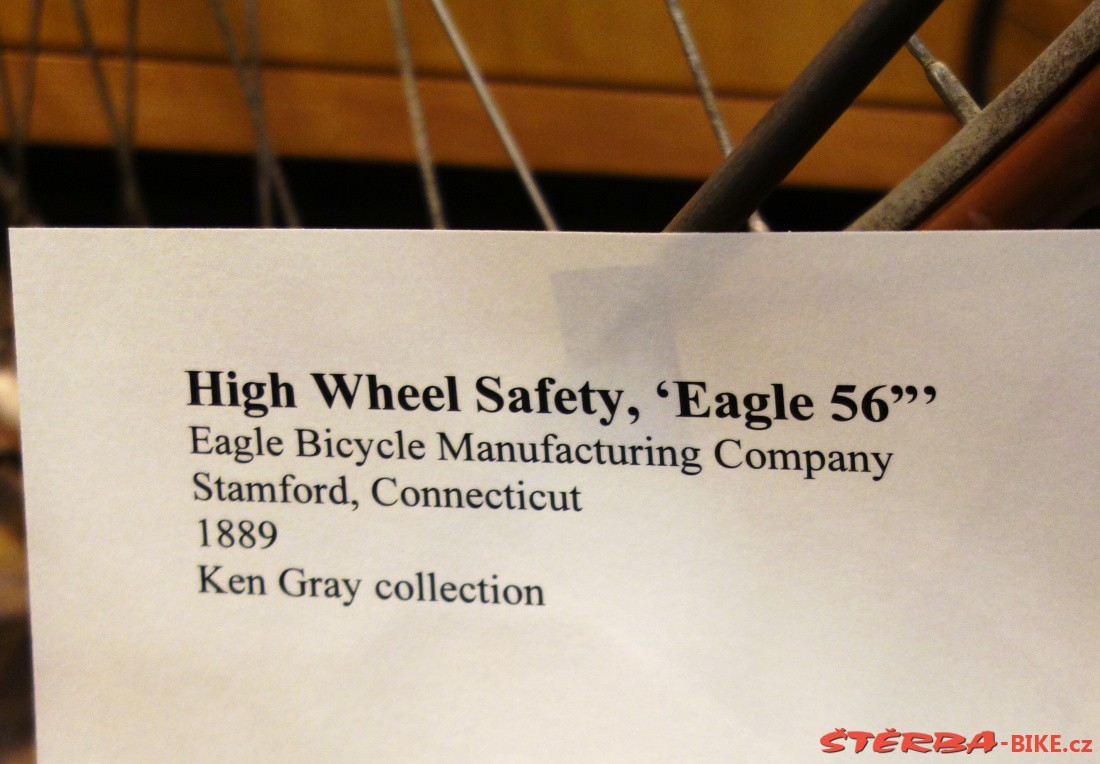 High Wheel Safety, ‘Eagle 56”’
Eagle Bicycle Manufacturing Company
Stamford, Connecticut
1889
Ken Gray collection
ŠTĚRBA-BIKE.cz